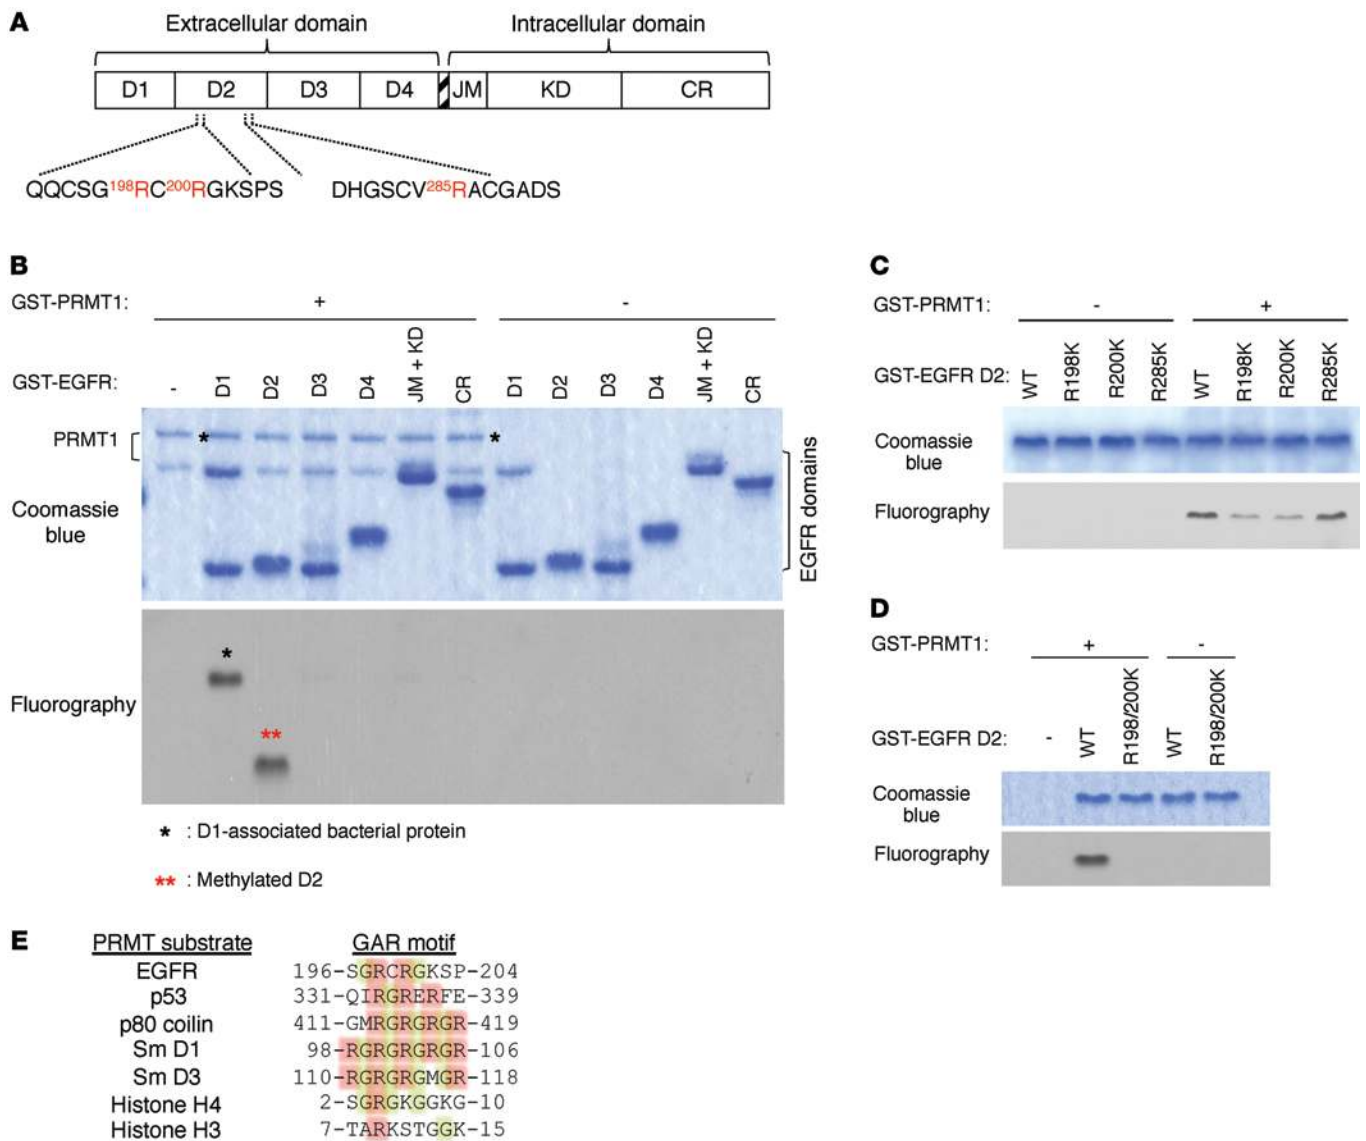 A
Extracellular domain
Intracellular domain
D1 D2 D3 D4 JM KD CR
QQCSG198RC200RGKSPS
DHGSCV285RACGADS
B
GST-PRMT1: + -
GST-EGFR: - D1 D2 D3 D4 JM + KD CR D1 D2 D3 D4 JM + KD CR
PRMT1
* *
Coomassie
blue
EGFR domains
Fluorography
*
**
* : D1-associated bacterial protein
** : Methylated D2
C
GST-PRMT1: - +
GST-EGFR D2: WT R198K R200K R285K WT R198K R200K R285K
Coomassie
blue
Fluorography
D
GST-PRMT1: + -
GST-EGFR D2: - WT R198/200K WT R198/200K
Coomassie
blue
Fluorography
E
PRMT substrate GAR motif
EGFR 196-SGRCRGKSP-204
p53 331-QIRGRERFE-339
p80 coilin 411-GMRGRGRGR-419
Sm D1 98-RGRGRGRGR-106
Sm D3 110-RGRGRGMGR-118
Histone H4 2-SGRGKGGKG-10
Histone H3 7-TARKSTGGK-15